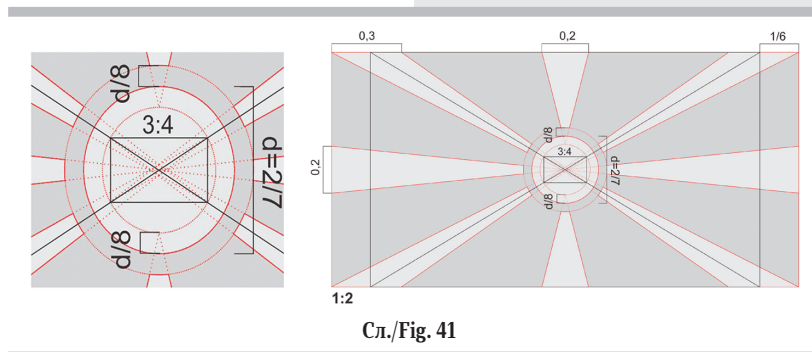 d/8
3:4
d=2/7
d/8
0,3
0,2
1/6
0,2
d/8
3:4
d=2/7
d/8
1:2
Сл./Fig. 41